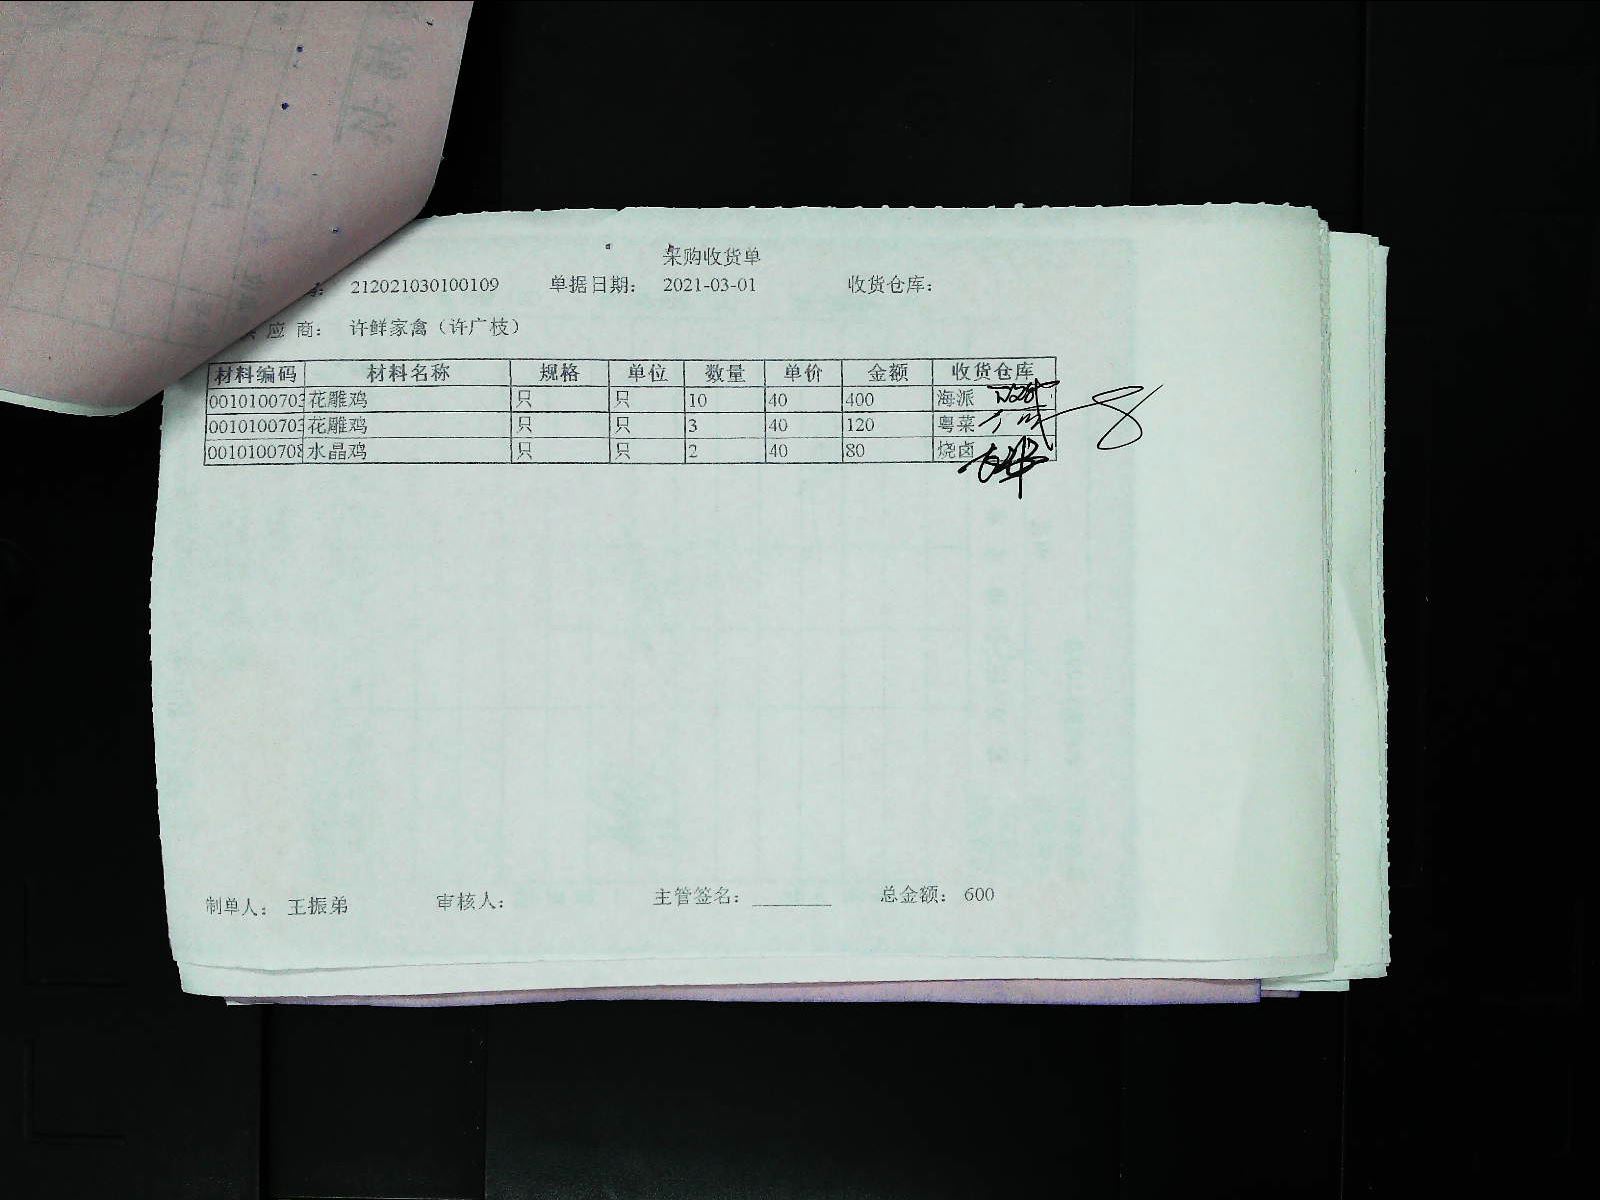 采购收货单
212021030100109 单据日期： 2021-03-01 收货仓库：
应 商： 许鲜家禽（许广枝）
材料编码 材料名称 规格 单位 数量 单价 金额 收货仓库
0010100703 花雕鸡 只 只 10 40 400 海派
0010100703 花雕鸡 只 只 3 40 120 粤菜
0010100708 水晶鸡 只 只 2 40 80 烧卤
制单人： 王振弟 审核人： 主管签名： ________ 总金额： 600